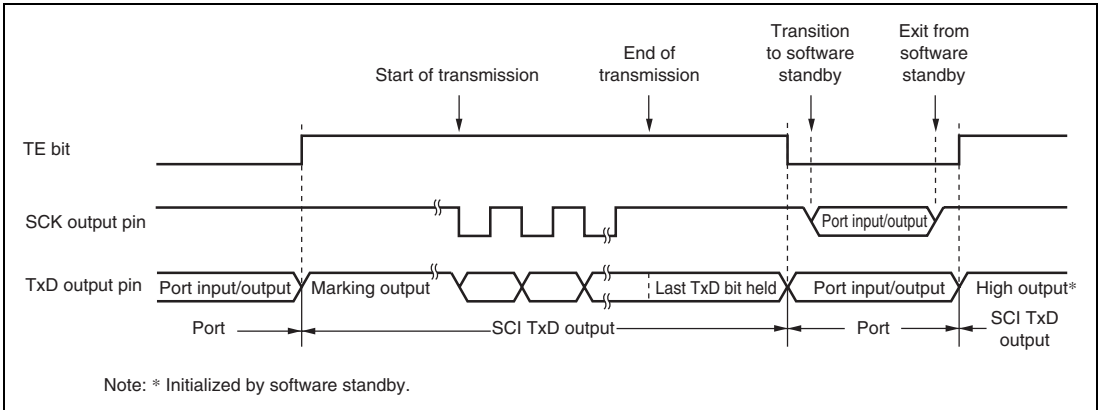 Start of transmission
End of
transmission
Transition
to software
standby
Exit from
software
standby
TE bit
SCK output pin
Port input/output
TxD output pin
Port input/output
Marking output
Last TxD bit held
Port input/output
High output*
Port
SCI TxD output
Port
SCI TxD
output
Note: * Initialized by software standby.